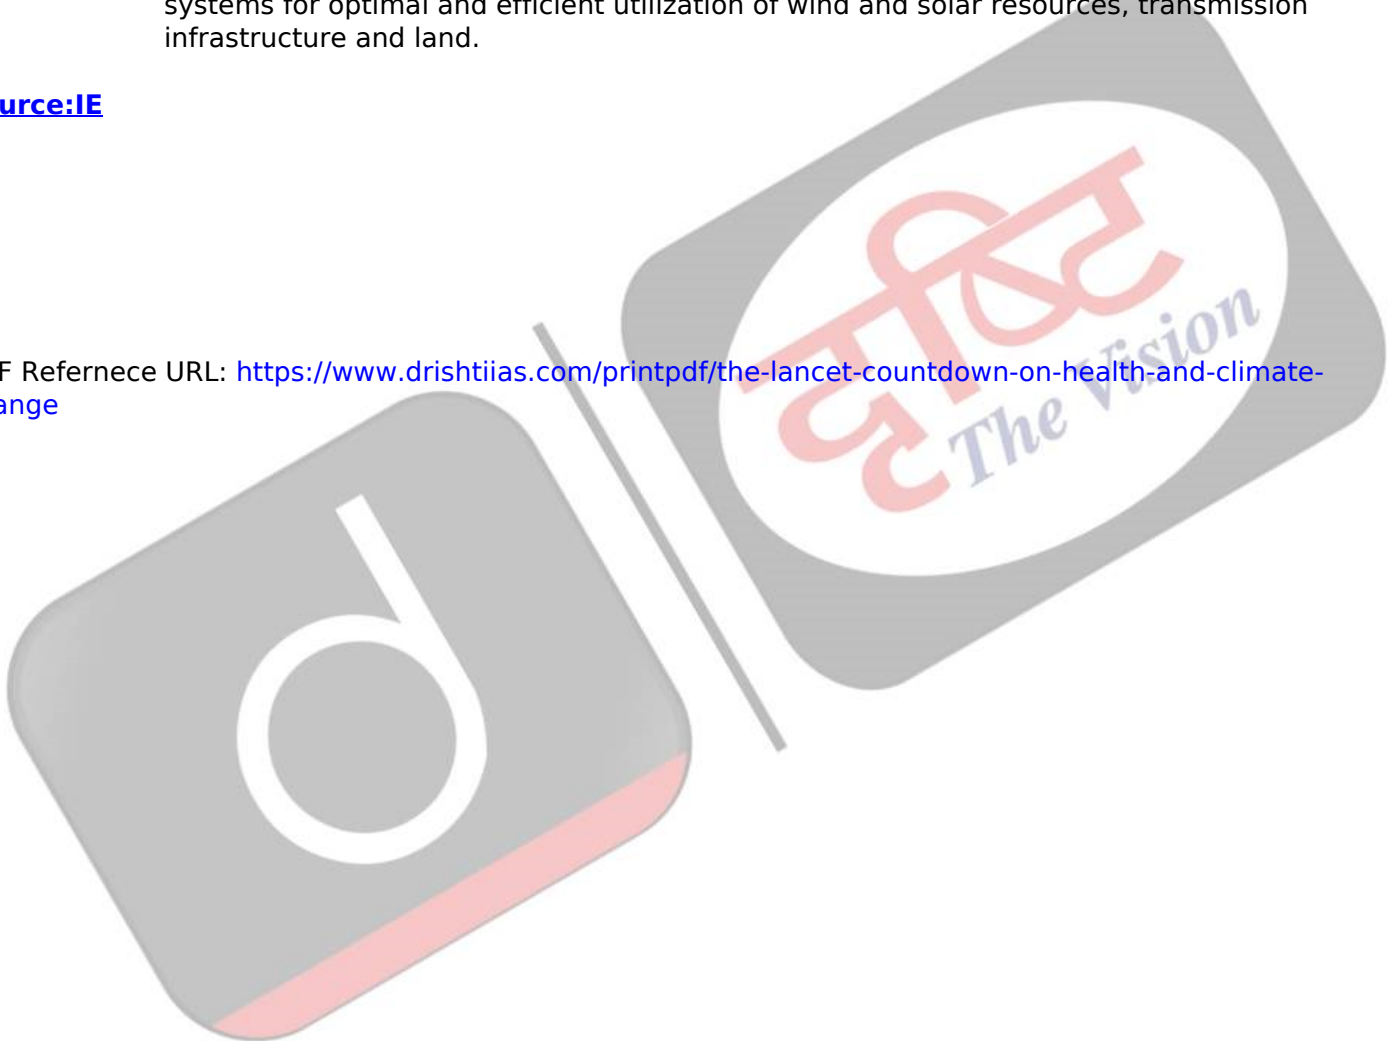 systems for optimal and efficient utilization of wind and solar resources, transmission
infrastructure and land.
urce:IE
F Refernece URL: https://www.drishtiias.com/printpdf/the-lancet-countdown-on-health-and-climate-
ange
दृष्टि
The Vision
d